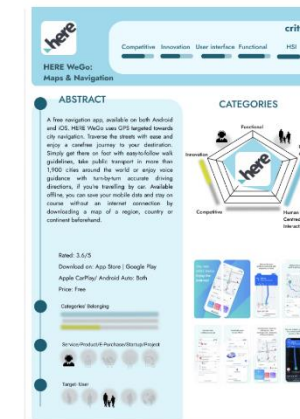 here
crit
Competitive Innovation User interface Functional HSI
HERE WeGo:
Maps & Navigation
ABSTRACT
A free navigation app, available on both Android
and iOS, HERE WeGo uses GPS targeted towards
city navigation. Traverse the streets with ease and
enjoy a carefree journey to your destination.
Simply get there on foot with easy-to-follow walk
guidelines, take public transport in more than
1,900 cities around the world or enjoy voice
guidance with turn-by-turn accurate driving
directions, if you're travelling by car. Available
offline, you can save your mobile data and stay on
course without an internet connection by
downloading a map of a region, country or
continent beforehand.
Rated: 3.6/5
Download on: App Store | Google Play
Apple CarPlay/ Android Auto: Both
Price: Free
Categories' Belonging
Service/Product/E-Purchase/Startup/Project
Target-User
CATEGORIES
Functional
Innovation
here
Competitive
Human
Centred
Interact